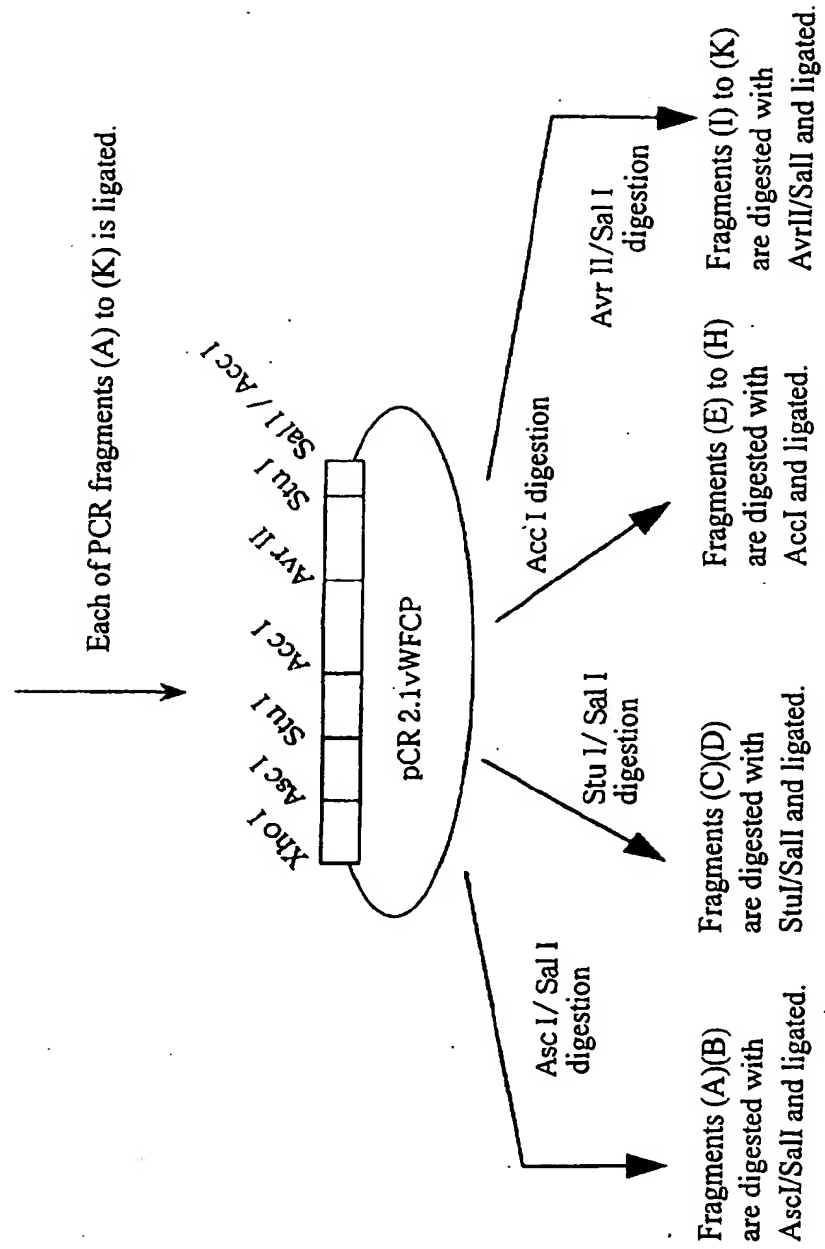 Each of PCR fragments (A) to (K) is ligated.
Xho I
Asc I
Stu I
Acc I
Avr II
Stu I
Sal I / Acc I
pCR 2.1vWFCP
Asc I/ Sal I
digestion
Stu I/ Sal I
digestion
Acc I digestion
Avr II/Sal I
digestion
Fragments (A)(B)
are digested with
AscI/SalI and ligated.
Fragments (C)(D)
are digested with
StuI/SalI and ligated.
Fragments (E) to (H)
are digested with
AccI and ligated.
Fragments (I) to (K)
are digested with
AvrII/SalI and ligated.